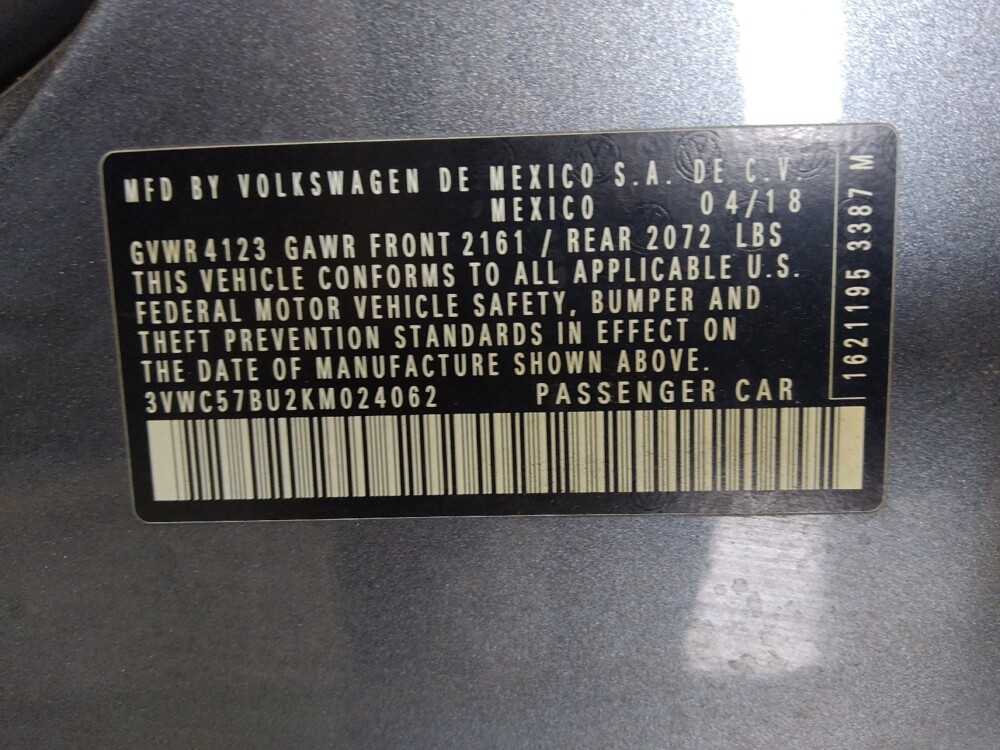 MFD BY VOLKSWAGEN DE MEXICO S.A. DE C.V
MEXICO 04/18
GVWR 4123 GAWR FRONT 2161 / REAR 2072 LBS
THIS VEHICLE CONFORMS TO ALL APPLICABLE U.S.
FEDERAL MOTOR VEHICLE SAFETY, BUMPER AND
THEFT PREVENTION STANDARDS IN EFFECT ON
THE DATE OF MANUFACTURE SHOWN ABOVE.
3VWC57BU2KM024062 PASSENGER CAR
1621195 3387 M